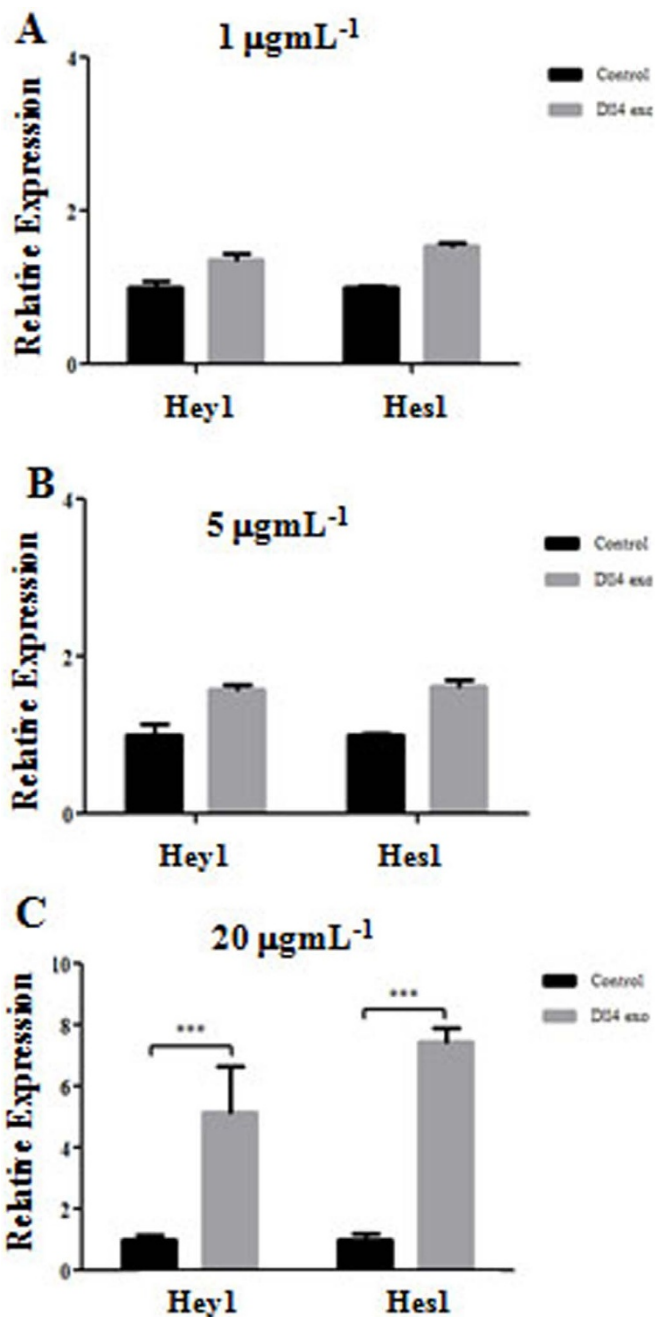 A
1 µgmL-1
4
2
0
Relative Expression
Control
Dll4 exo
Hey1
Hes1
B
5 µgmL-1
4
2
0
Relative Expression
Control
Dll4 exo
Hey1
Hes1
C
20 µgmL-1
10
8
6
4
2
0
Relative Expression
***
***
Control
Dll4 exo
Hey1
Hes1